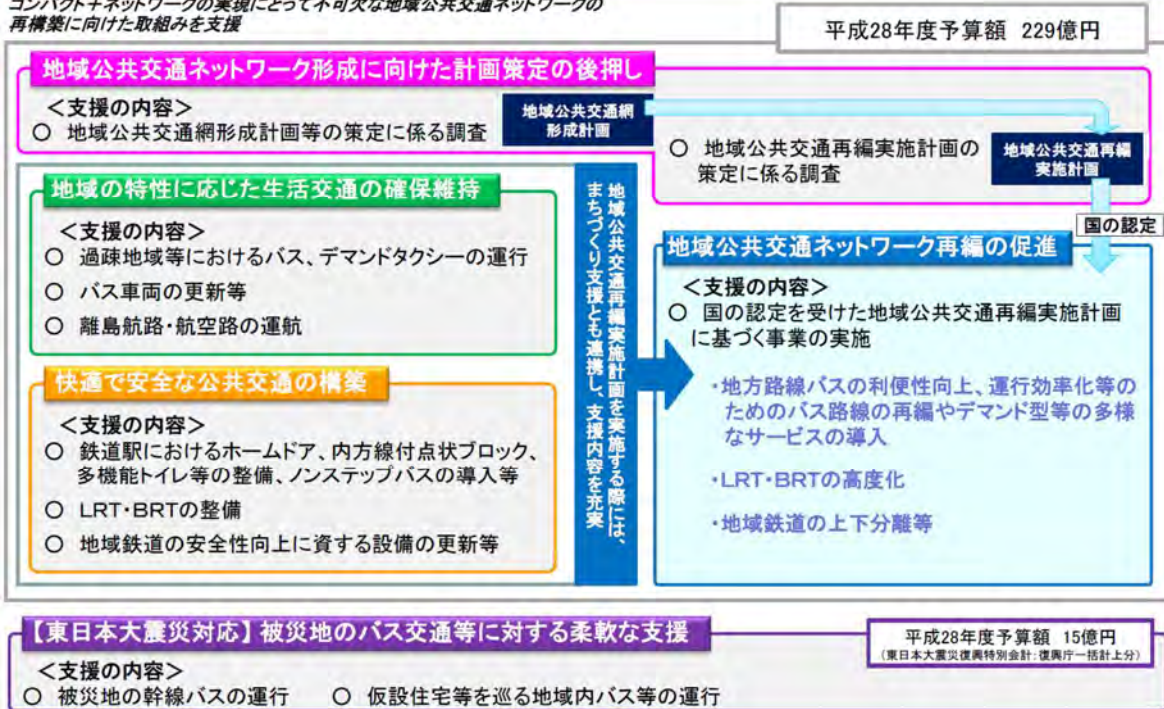 コンパクト＋ネットワークの実現にとって不可欠な地域公共交通ネットワークの
再構築に向けた取組みを支援
平成28年度予算額 229億円
地域公共交通ネットワーク形成に向けた計画策定の後押し
＜支援の内容＞
○ 地域公共交通網形成計画等の策定に係る調査
地域公共交通網
形成計画
○ 地域公共交通再編実施計画の
策定に係る調査
地域公共交通再編
実施計画
国の認定
地域の特性に応じた生活交通の確保維持
＜支援の内容＞
○ 過疎地域等におけるバス、デマンドタクシーの運行
○ バス車両の更新等
○ 離島航路・航空路の運航
快適で安全な公共交通の構築
＜支援の内容＞
○ 鉄道駅におけるホームドア、内方線付点状ブロック、
多機能トイレ等の整備、ノンステップバスの導入等
○ LRT・BRTの整備
○ 地域鉄道の安全性向上に資する設備の更新等
地域公共交通再編実施計画を実施する際には、
まちづくり支援とも連携し、支援内容を充実
地域公共交通ネットワーク再編の促進
＜支援の内容＞
○ 国の認定を受けた地域公共交通再編実施計画
に基づく事業の実施
・地方路線バスの利便性向上、運行効率化等の
ためのバス路線の再編やデマンド型等の多様
なサービスの導入
・LRT・BRTの高度化
・地域鉄道の上下分離等
【東日本大震災対応】被災地のバス交通等に対する柔軟な支援
平成28年度予算額 15億円
（東日本大震災復興特別会計：復興庁一括計上分）
＜支援の内容＞
○ 被災地の幹線バスの運行 ○ 仮設住宅等を巡る地域内バス等の運行